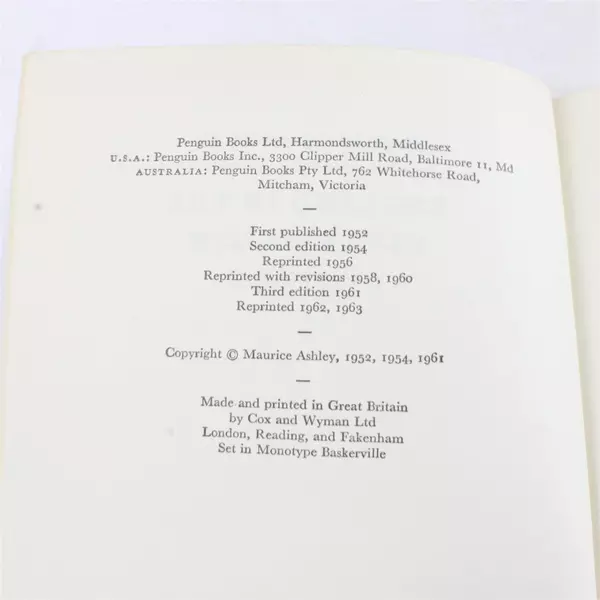 Penguin Books Ltd, Harmondsworth, Middlesex
U.S.A.: Penguin Books Inc., 3300 Clipper Mill Road, Baltimore 11, Md
AUSTRALIA: Penguin Books Pty Ltd, 762 Whitehorse Road,
Mitcham, Victoria
—
First published 1952
Second edition 1954
Reprinted 1956
Reprinted with revisions 1958, 1960
Third edition 1961
Reprinted 1962, 1963
—
Copyright © Maurice Ashley, 1952, 1954, 1961
—
Made and printed in Great Britain
by Cox and Wyman Ltd
London, Reading, and Fakenham
Set in Monotype Baskerville